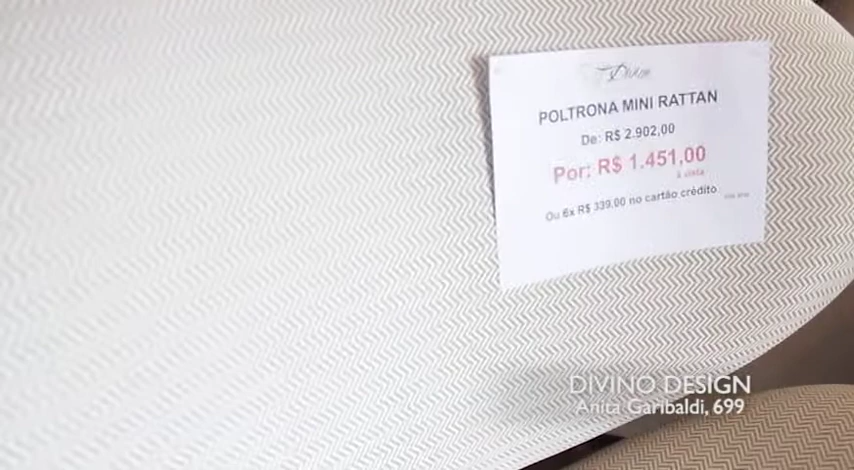 Divino
POLTRONA MINI RATTAN
De: R$ 2.902,00
Por: R$ 1.451,00
à vista
Ou 6x R$ 339,00 no cartão crédito
DIVINO DESIGN
Anita Garibaldi, 699